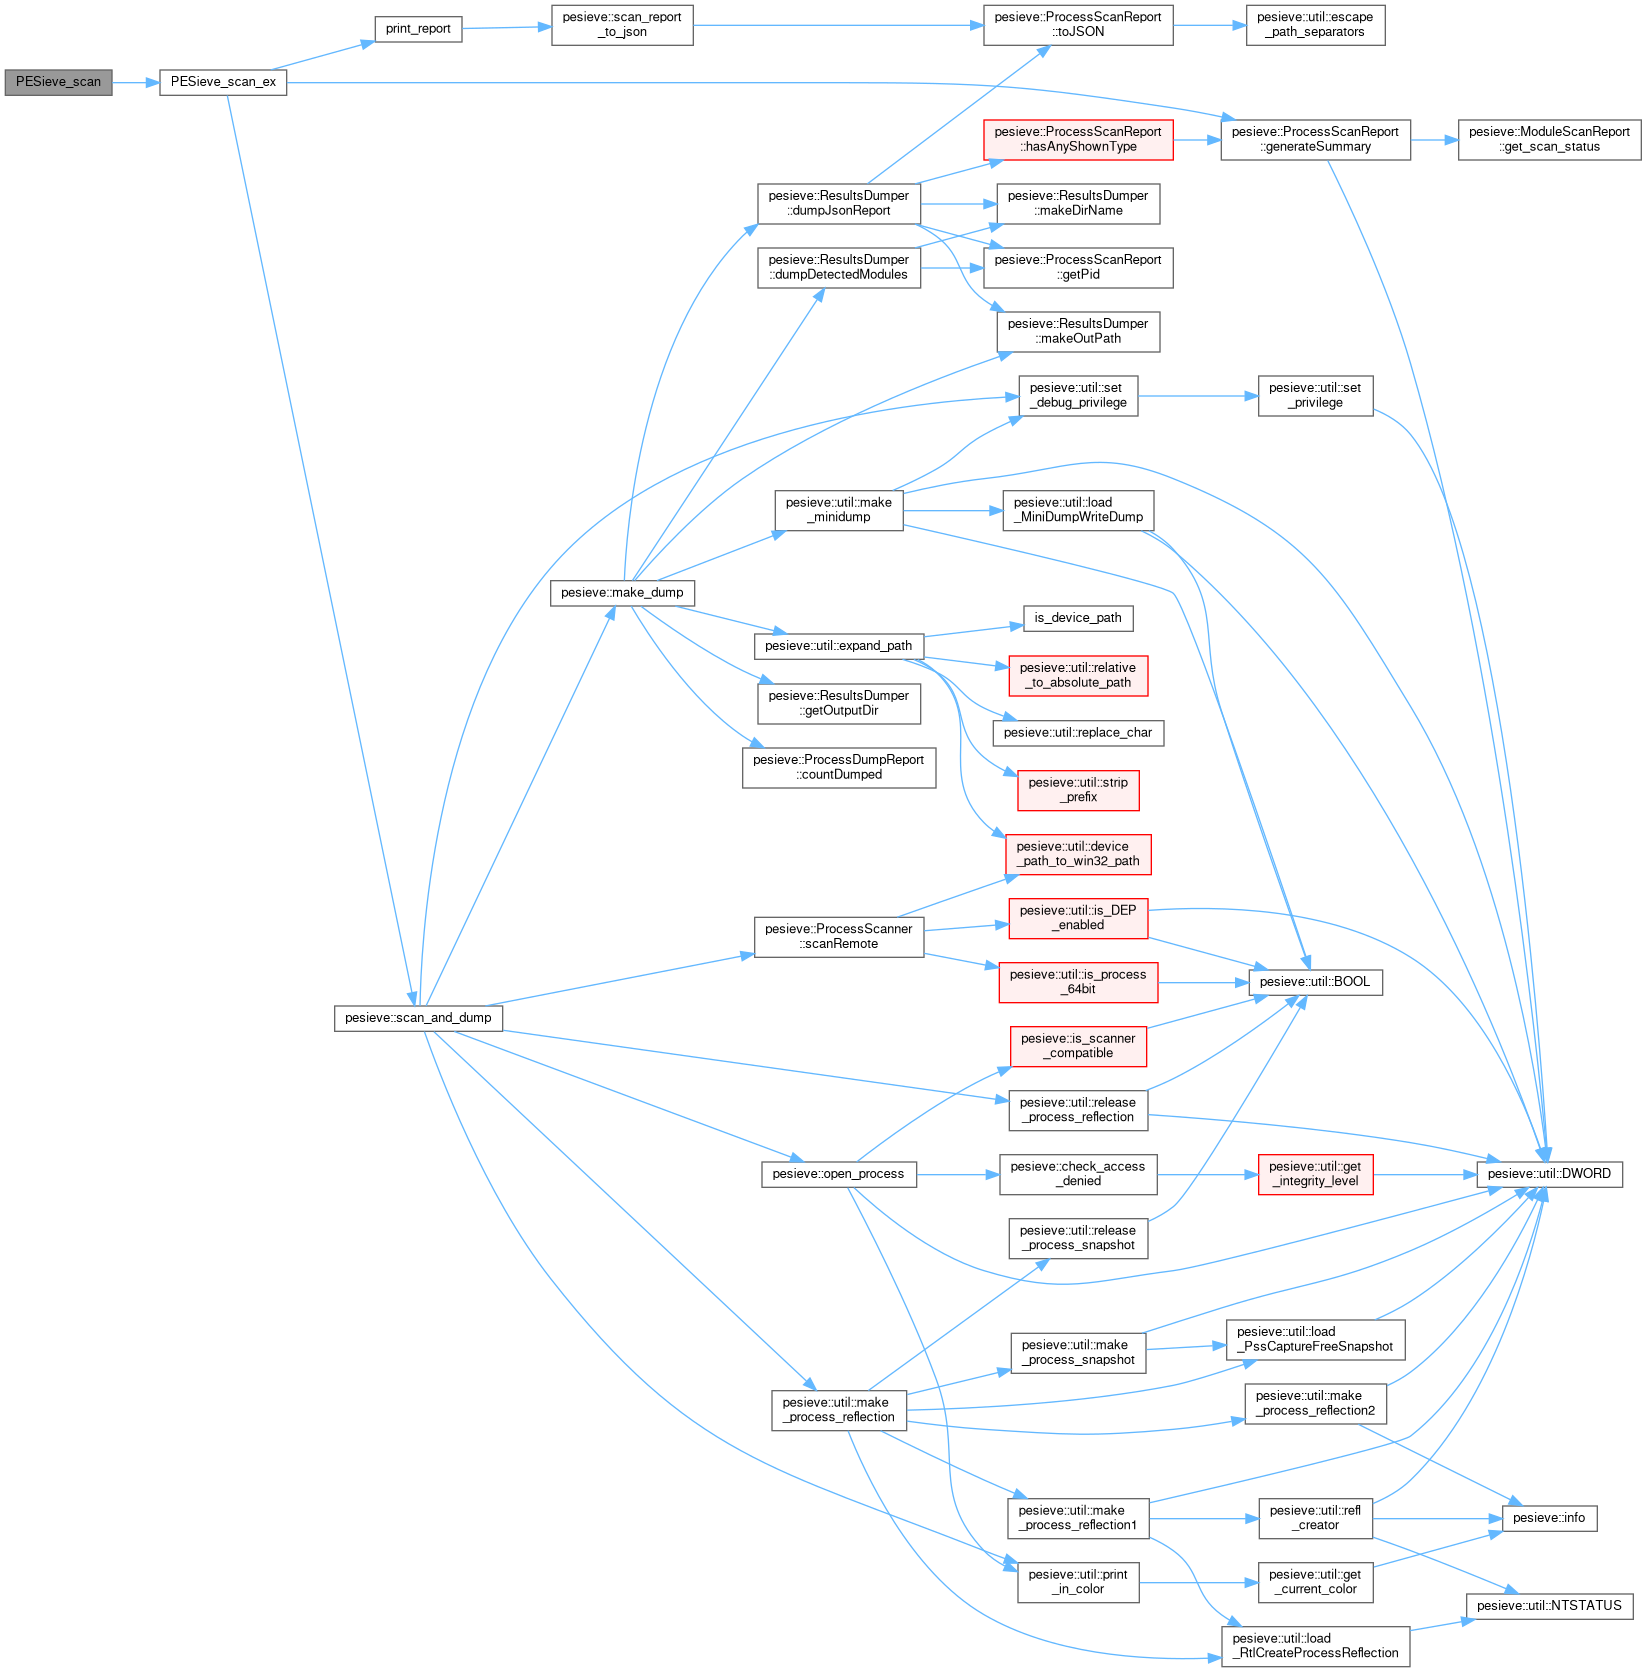 PESieve_scan
PESieve_scan_ex
print_report
pesieve::scan_report
_to_json
pesieve::ProcessScanReport
::toJSON
pesieve::util::escape
_path_separators
pesieve::ProcessScanReport
::hasAnyShownType
pesieve::ProcessScanReport
::generateSummary
pesieve::ModuleScanReport
::get_scan_status
pesieve::ResultsDumper
::dumpJsonReport
pesieve::ResultsDumper
::makeDirName
pesieve::ResultsDumper
::dumpDetectedModules
pesieve::ProcessScanReport
::getPid
pesieve::ResultsDumper
::makeOutPath
pesieve::util::set
_debug_privilege
pesieve::util::set
_privilege
pesieve::util::make
_minidump
pesieve::util::load
_MiniDumpWriteDump
pesieve::make_dump
pesieve::util::expand_path
is_device_path
pesieve::util::relative
_to_absolute_path
pesieve::ResultsDumper
::getOutputDir
pesieve::util::replace_char
pesieve::ProcessDumpReport
::countDumped
pesieve::util::strip
_prefix
pesieve::util::device
_path_to_win32_path
pesieve::ProcessScanner
::scanRemote
pesieve::util::is_DEP
_enabled
pesieve::util::is_process
_64bit
pesieve::util::BOOL
pesieve::scan_and_dump
pesieve::is_scanner
_compatible
pesieve::util::release
_process_reflection
pesieve::open_process
pesieve::check_access
_denied
pesieve::util::get
_integrity_level
pesieve::util::DWORD
pesieve::util::release
_process_snapshot
pesieve::util::make
_process_snapshot
pesieve::util::load
_PssCaptureFreeSnapshot
pesieve::util::make
_process_reflection
pesieve::util::make
_process_reflection2
pesieve::util::make
_process_reflection1
pesieve::util::refl
_creator
pesieve::info
pesieve::util::print
_in_color
pesieve::util::get
_current_color
pesieve::util::NTSTATUS
pesieve::util::load
_RtlCreateProcessReflection